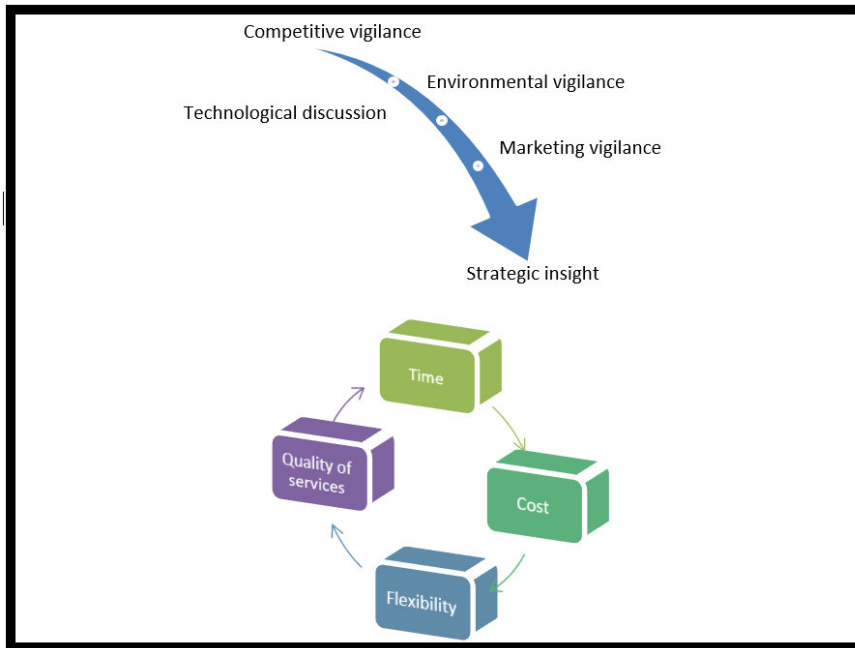 Competitive vigilance
Environmental vigilance
Technological discussion
Marketing vigilance
Strategic insight
Time
Quality of
services
Cost
Flexibility